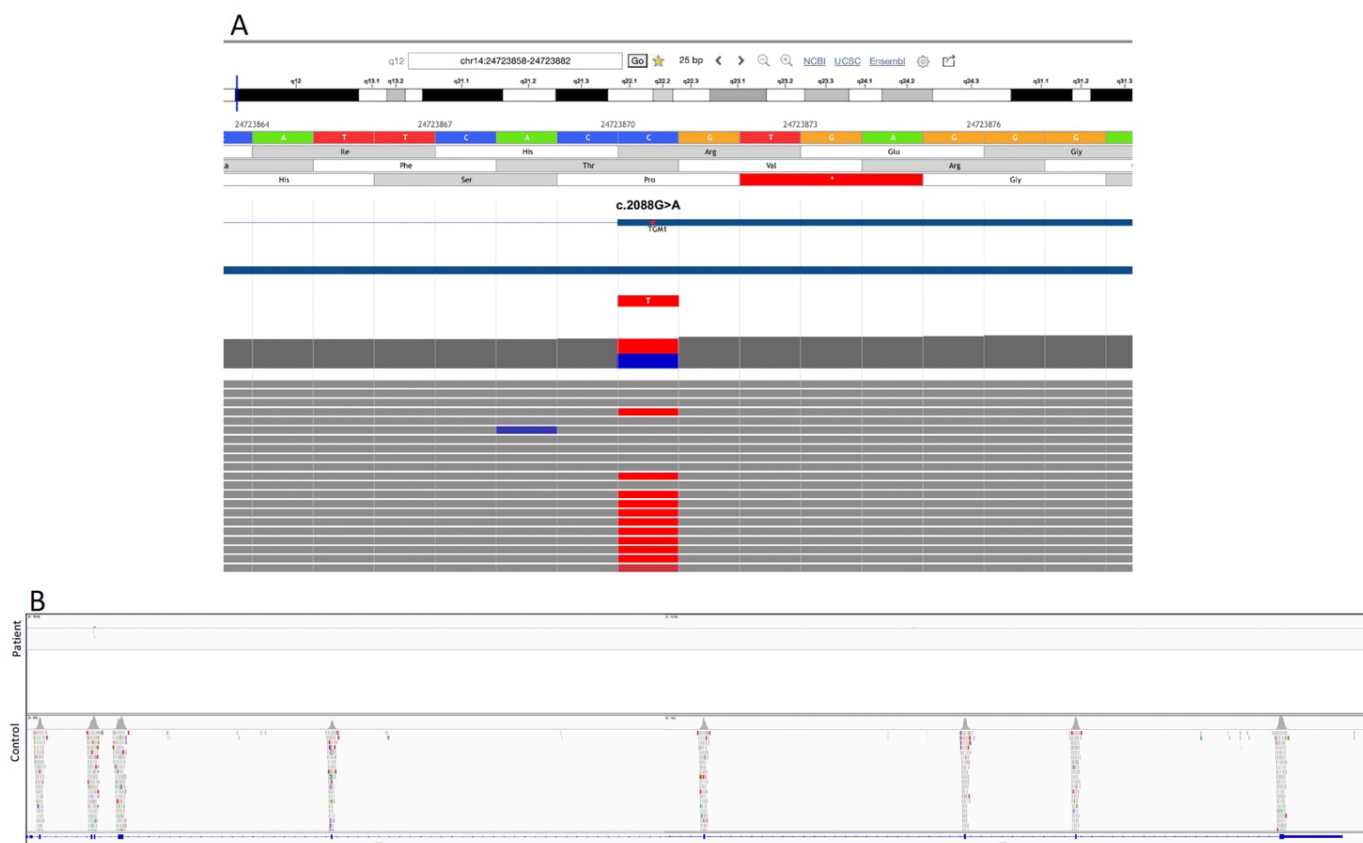 A
q12 chr14:24723858-24723882 Go 25 bp NCBI UCSC Ensembl
q12 q13.1 q13.2 q21.1 q21.2 q21.3 q22.1 q22.2 q22.3 q23.1 q23.2 q23.3 q24.1 q24.2 q24.3 q31.1 q31.2 q31.3
24723864 24723867 24723870 24723873 24723876
A T T C A C C G T G A G G G
Ile His Arg Glu Gly
a Phe Thr Val Arg
His Ser Pro * Gly
c.2088G>A
TGM1
T
B
Patient
Control